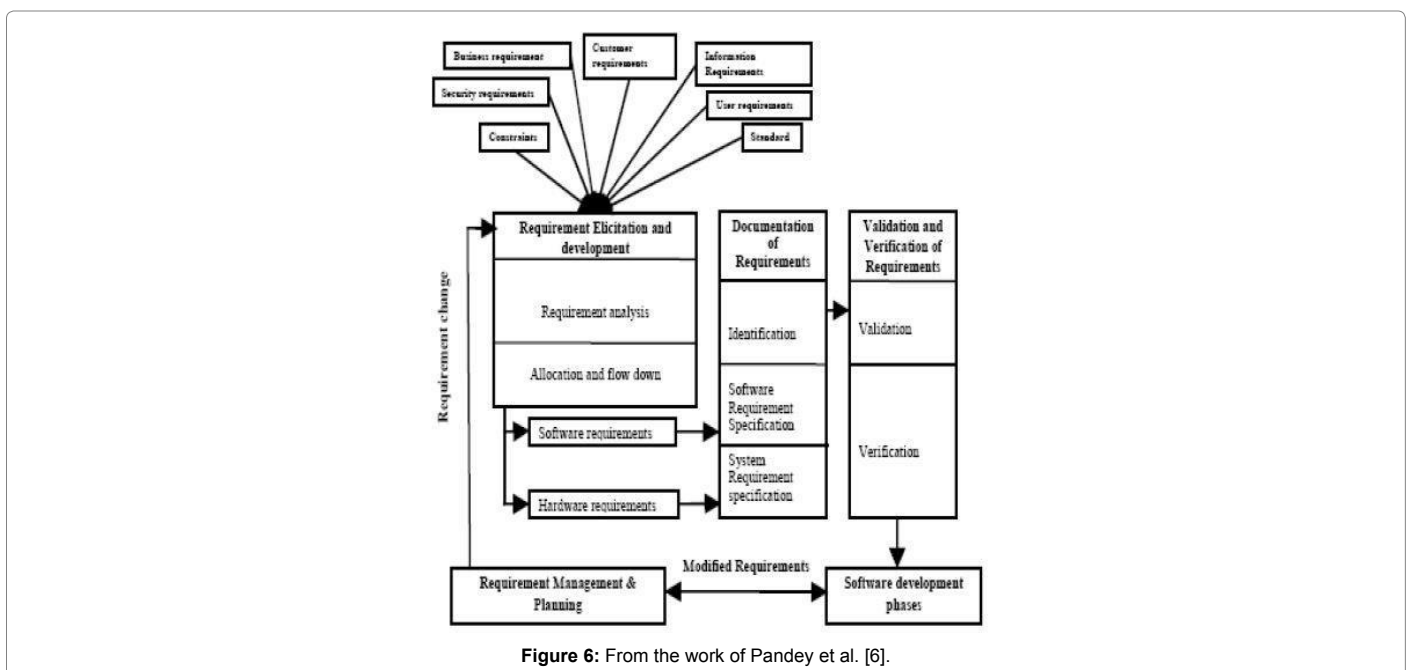 Customer
requirements
Business requirement
Information
Requirements
Security requirements
User requirements
Constraints
Standard
Requirement Elicitation and
development
Requirement analysis
Allocation and flow down
Software requirements
Hardware requirements
Documentation
of
Requirements
Identification
Software
Requirement
Specification
System
Requirement
specification
Validation and
Verification of
Requirements
Validation
Verification
Requirement change
Requirement Management &
Planning
Modified Requirements
Software development
phases
Figure 6: From the work of Pandey et al. [6].